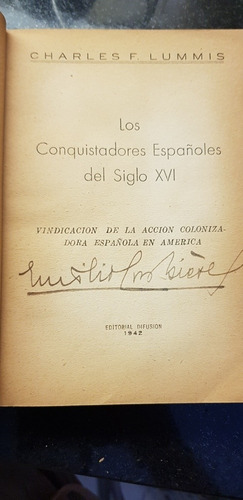 CHARLES F. LUMMIS
Los
Conquistadores Españoles
del Siglo XVI
VINDICACION DE LA ACCION COLONIZA-
DORA ESPAÑOLA EN AMERICA
Emilio
EDITORIAL DIFUSION
1942